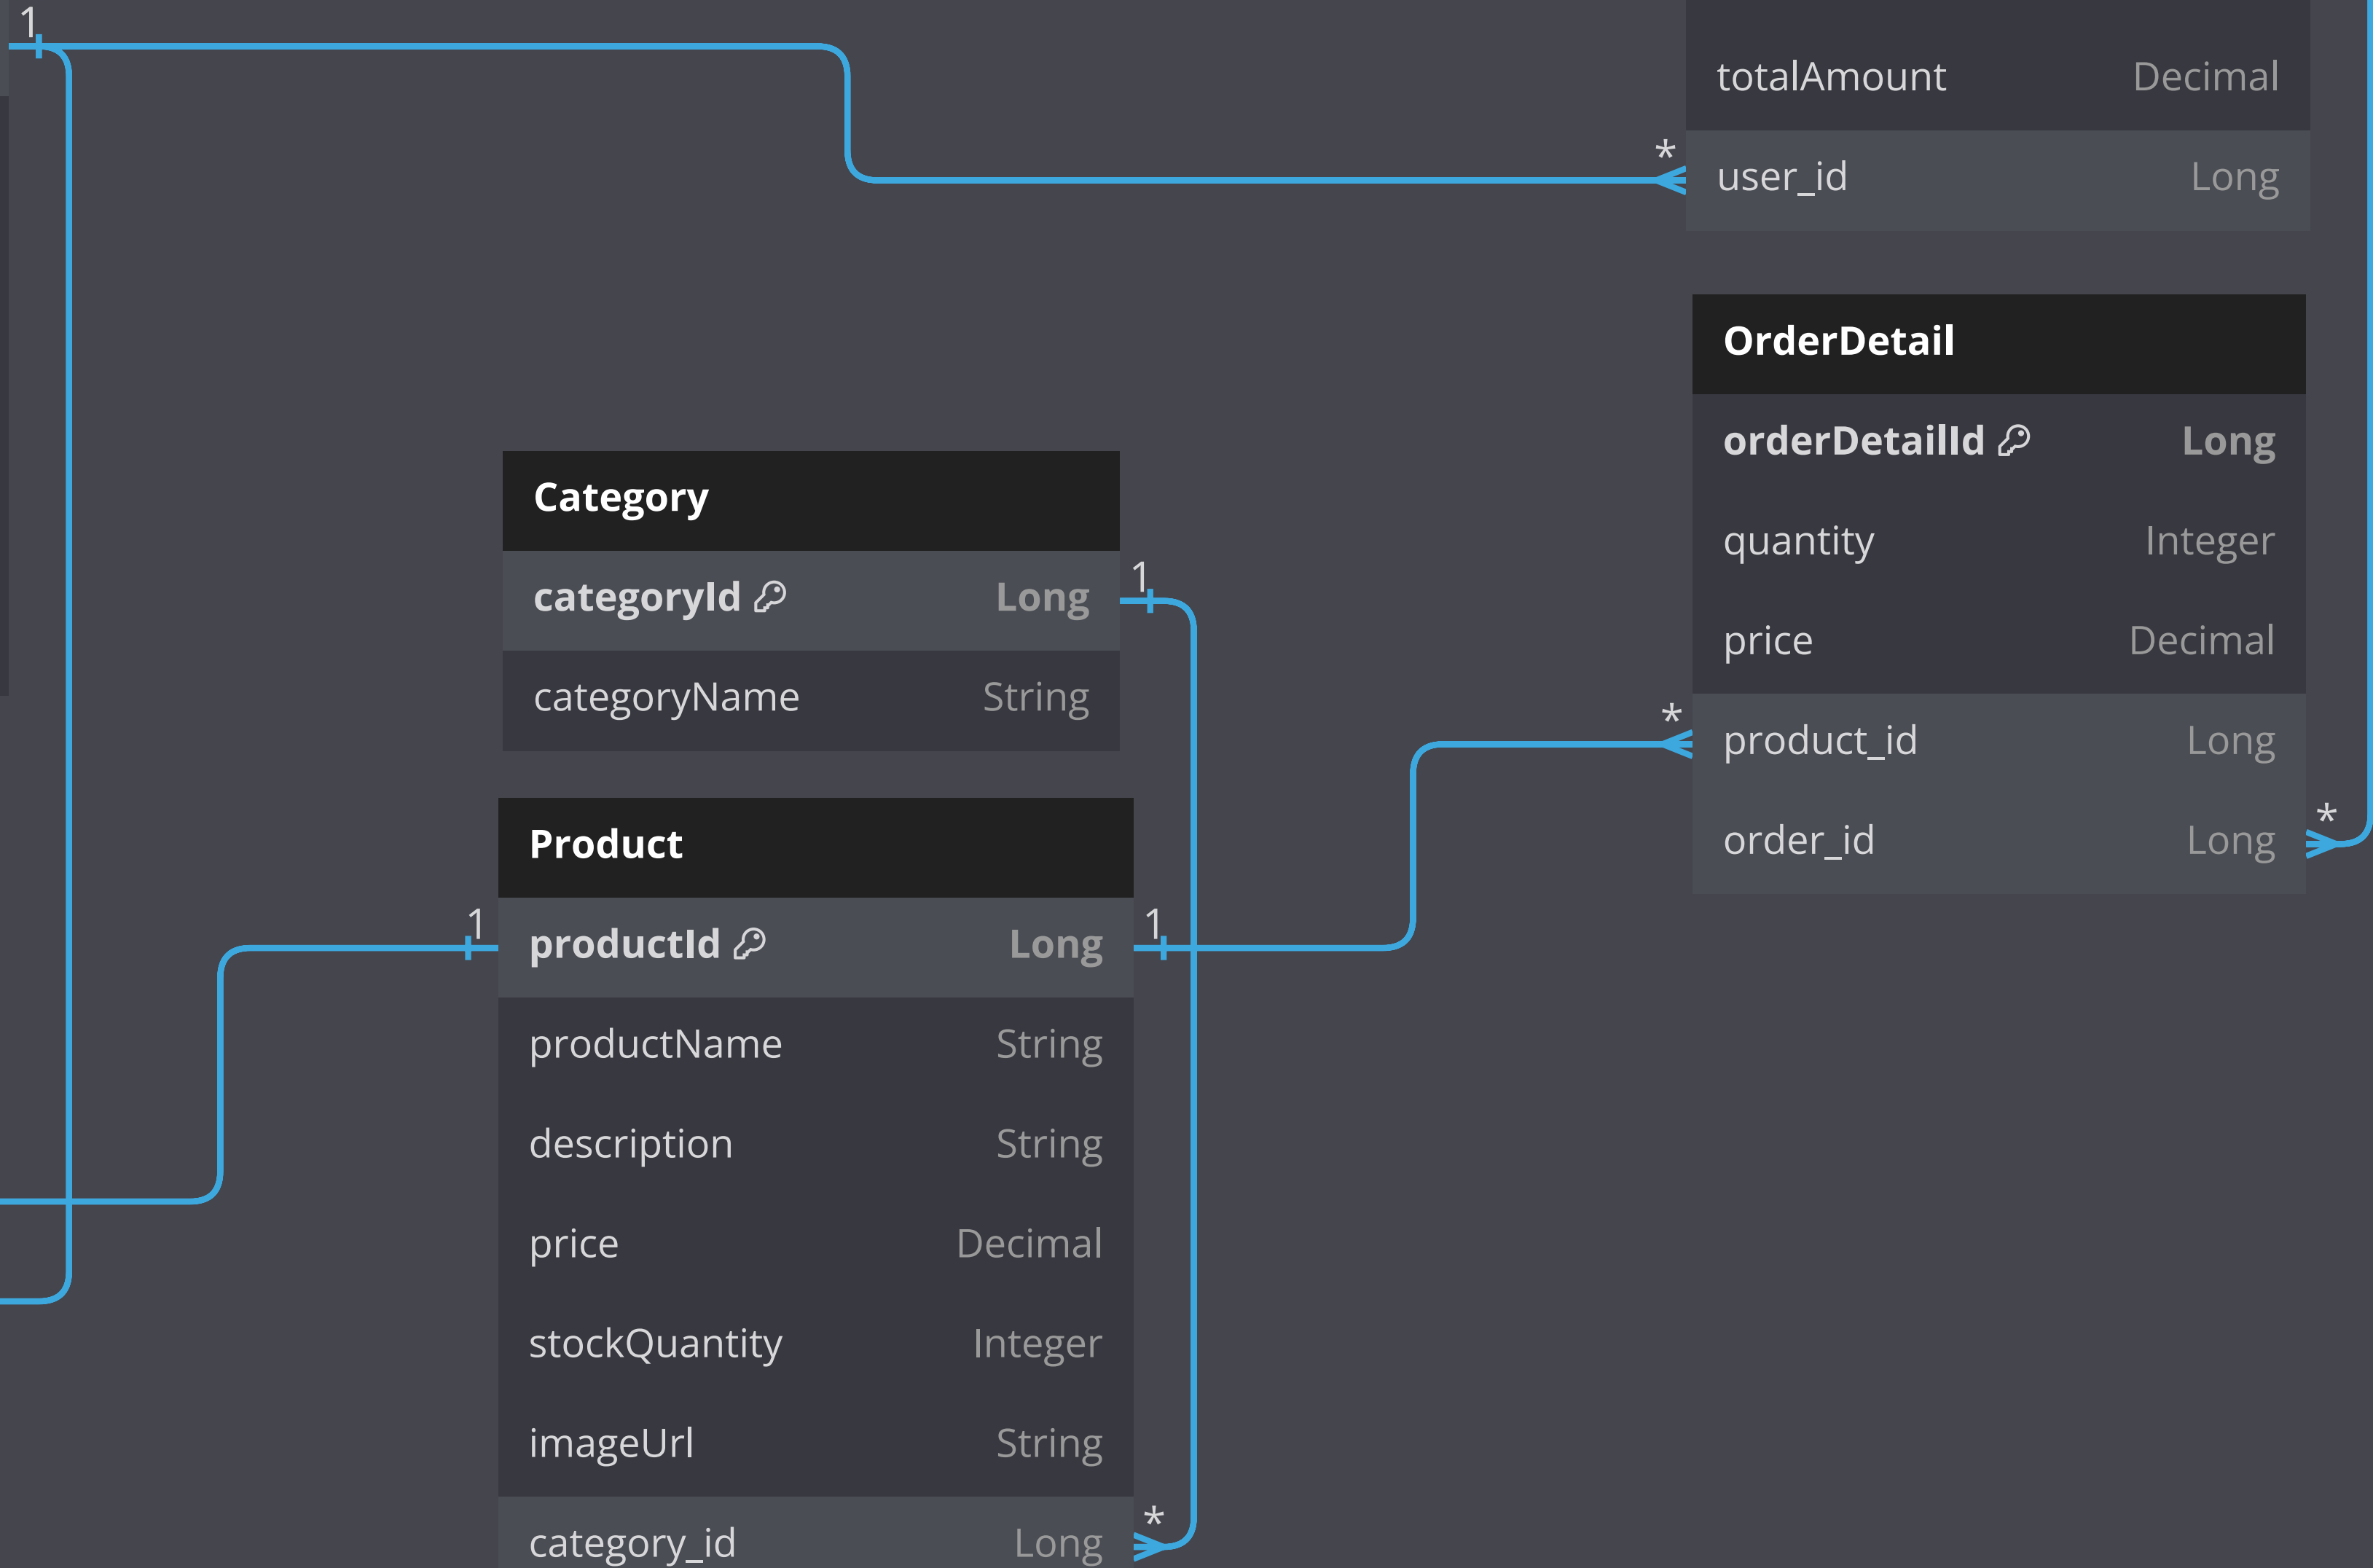 1
totalAmount Decimal
*
user_id Long
OrderDetail
orderDetailId Long
quantity Integer
price Decimal
*
product_id Long
order_id Long
*
Category
1
categoryId Long
categoryName String
Product
1
1
productId Long
productName String
description String
price Decimal
stockQuantity Integer
imageUrl String
*
category_id Long